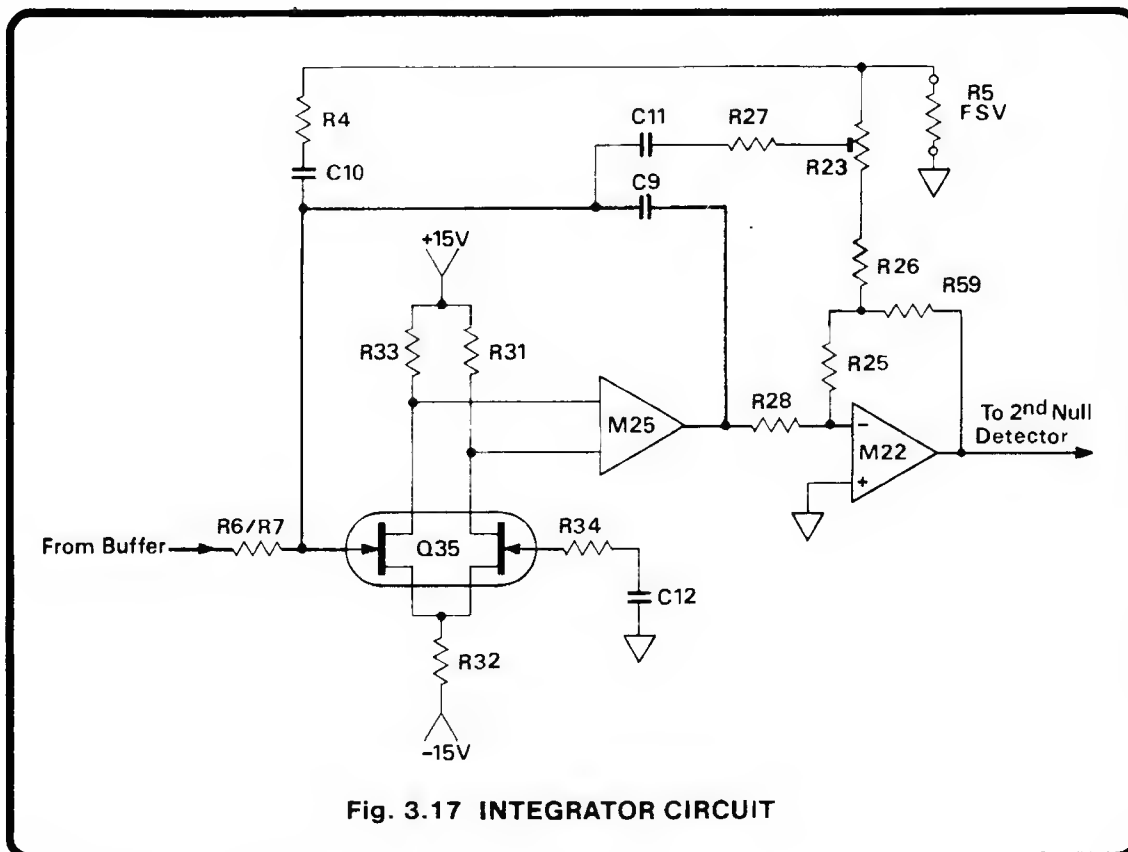 R5
FSV
R4
C11
R27
R23
C10
C9
+15V
R26
R59
R33
R31
R25
M25
R28
−
M22
+
To 2nd Null
Detector
R6/R7
From Buffer
Q35
R34
C12
R32
−15V
Fig. 3.17 INTEGRATOR CIRCUIT